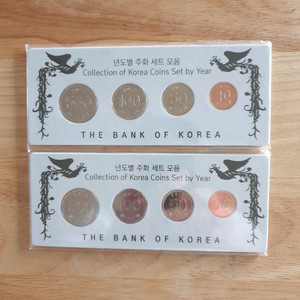 년도별 주화 세트 모음
Collection of Korea Coins Set by Year
100 50 10
THE BANK OF KOREA
년도별 주화 세트 모음
Collection of Korea Coins Set by Year
50
THE BANK OF KOREA